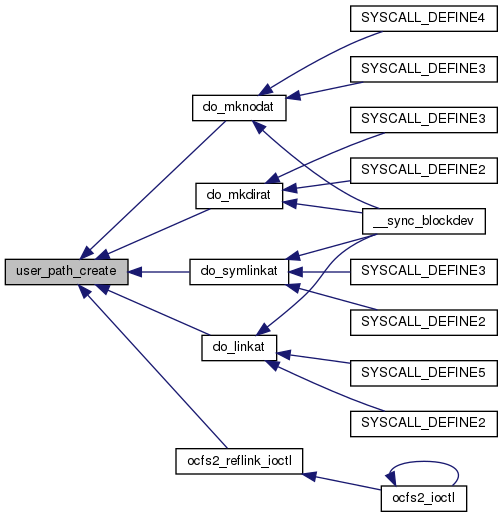 SYSCALL_DEFINE4
SYSCALL_DEFINE3
do_mknodat
SYSCALL_DEFINE3
SYSCALL_DEFINE2
do_mkdirat
__sync_blockdev
user_path_create
do_symlinkat
SYSCALL_DEFINE3
SYSCALL_DEFINE2
do_linkat
SYSCALL_DEFINE5
SYSCALL_DEFINE2
ocfs2_reflink_ioctl
ocfs2_ioctl